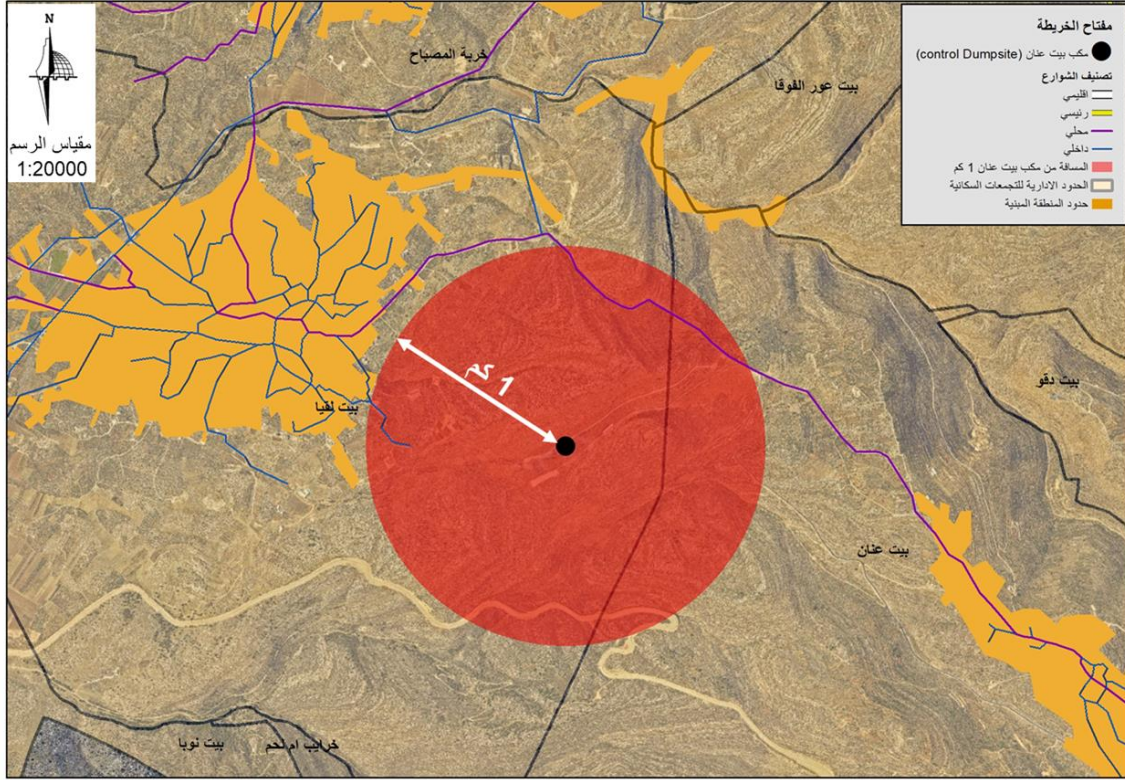 N
مقياس الرسم
1:20000
خربة المصباح
بيت عور الفوقا
مفتاح الخريطة
مكب بيت عنان (control Dumpsite)
تصنيف الشوارع
اقليمي
رئيسي
محلي
داخلي
المسافة من مكب بيت عنان 1 كم
الحدود الادارية للتجمعات السكانية
حدود المنطقة المبنية
1 كم
بيت دقو
بيت لقيا
بيت عنان
بيت نوبا
خرايب ام لحم